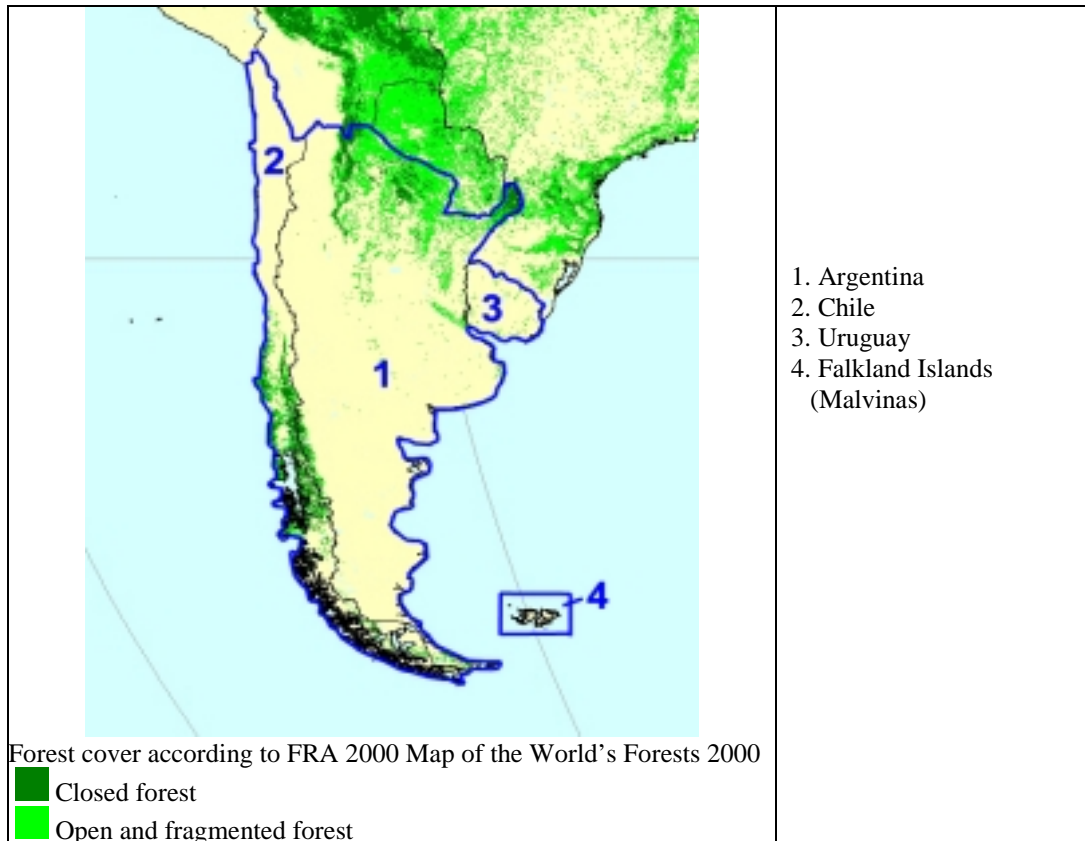 2
3
1
4
Forest cover according to FRA 2000 Map of the World's Forests 2000
Closed forest
Open and fragmented forest
1. Argentina
2. Chile
3. Uruguay
4. Falkland Islands
(Malvinas)